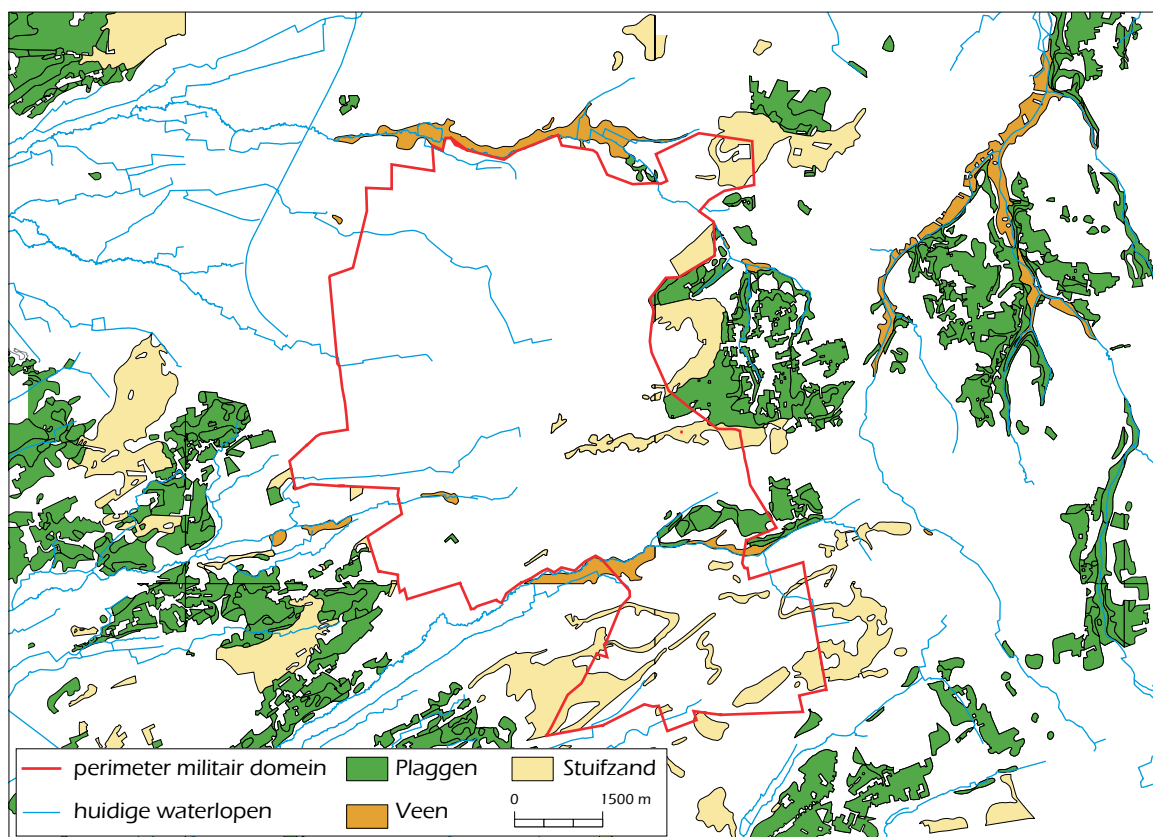 perimeter militair domein
Plaggen
Stuifzand
huidige waterlopen
Veen
0 1500 m